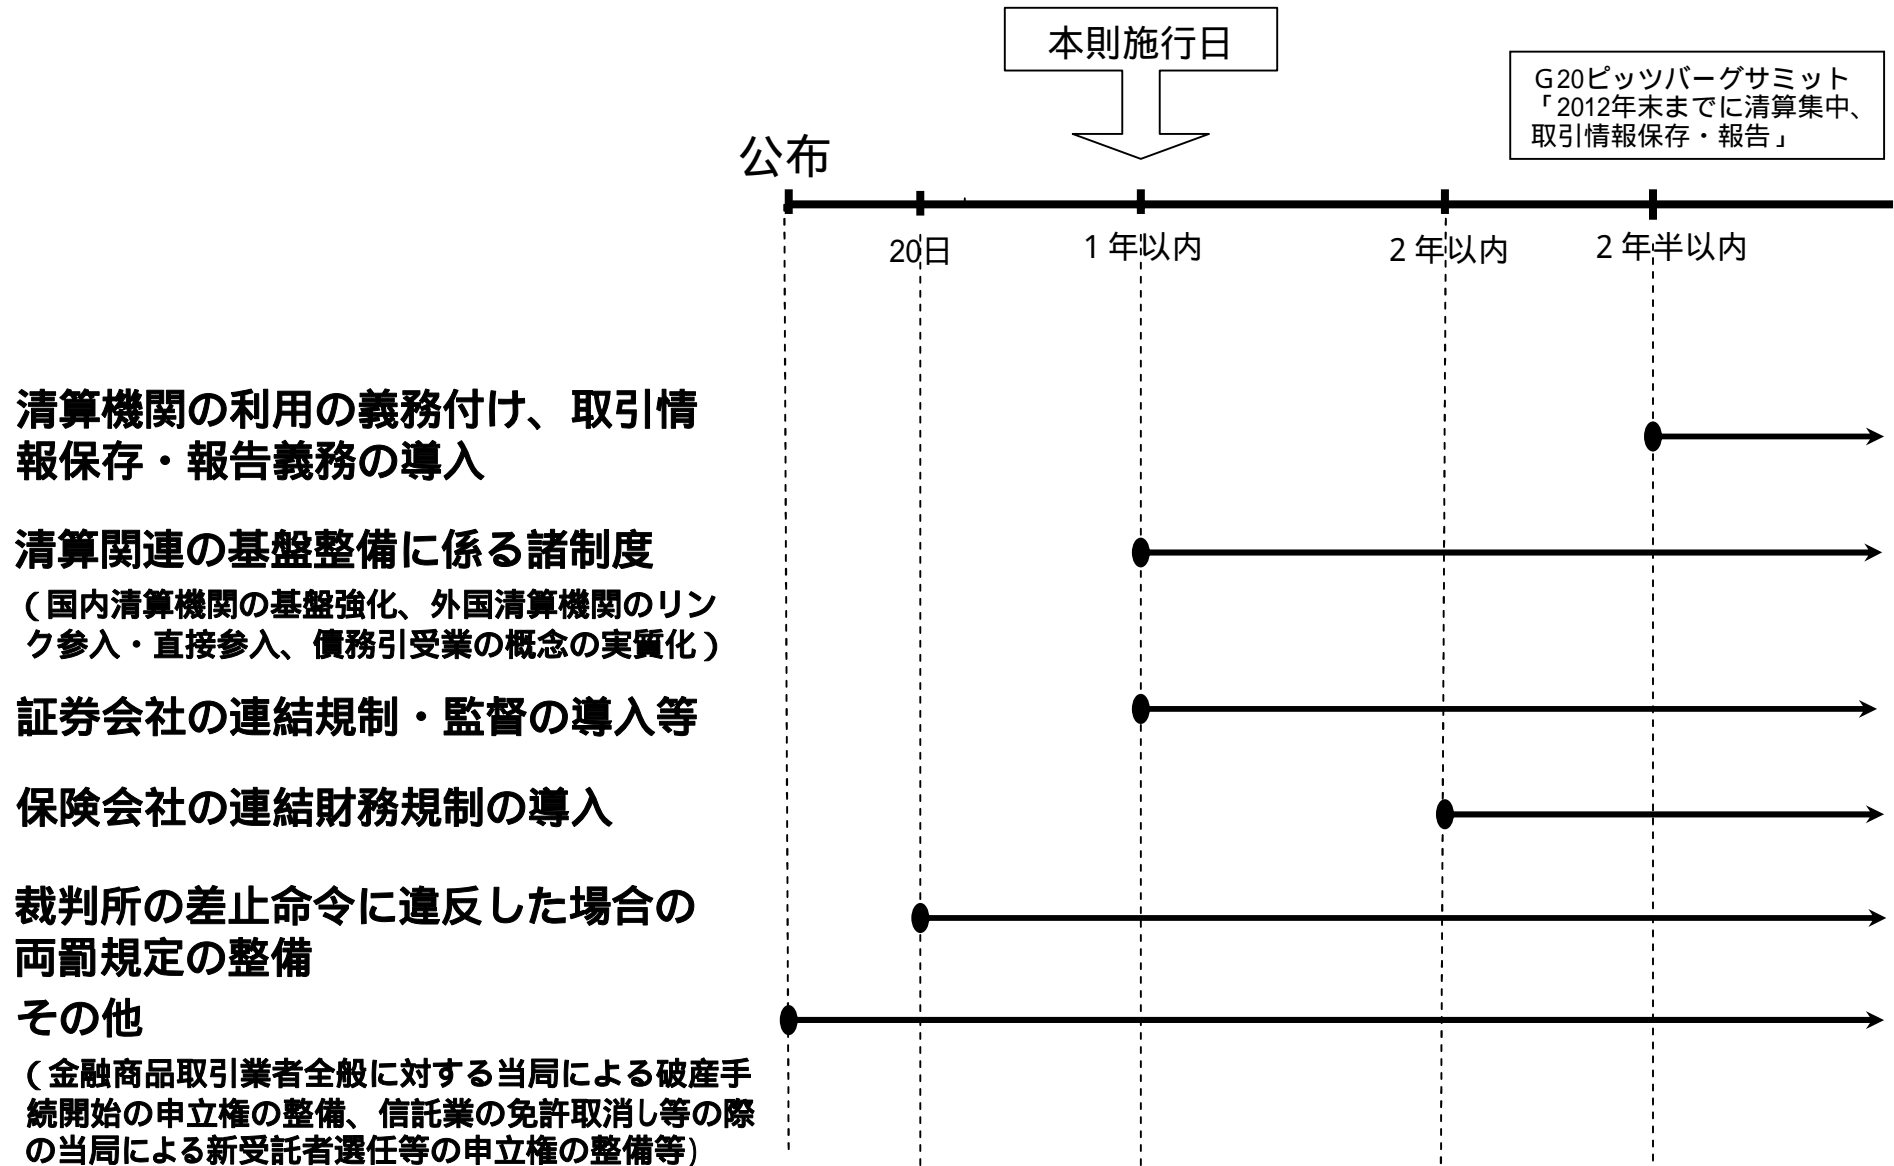 本則施行日
G20ピッツバーグサミット
「2012年末までに清算集中、
取引情報保存・報告」
公布
20日
1年以内
2年以内
2年半以内
清算機関の利用の義務付け、取引情
報保存・報告義務の導入
清算関連の基盤整備に係る諸制度
(国内清算機関の基盤強化、外国清算機関のリン
ク参入・直接参入、債務引受業の概念の実質化)
証券会社の連結規制・監督の導入等
保険会社の連結財務規制の導入
裁判所の差止命令に違反した場合の
両罰規定の整備
その他
(金融商品取引業者全般に対する当局による破産手
続開始の申立権の整備、信託業の免許取消し等の際
の当局による新受託者選任等の申立権の整備等)